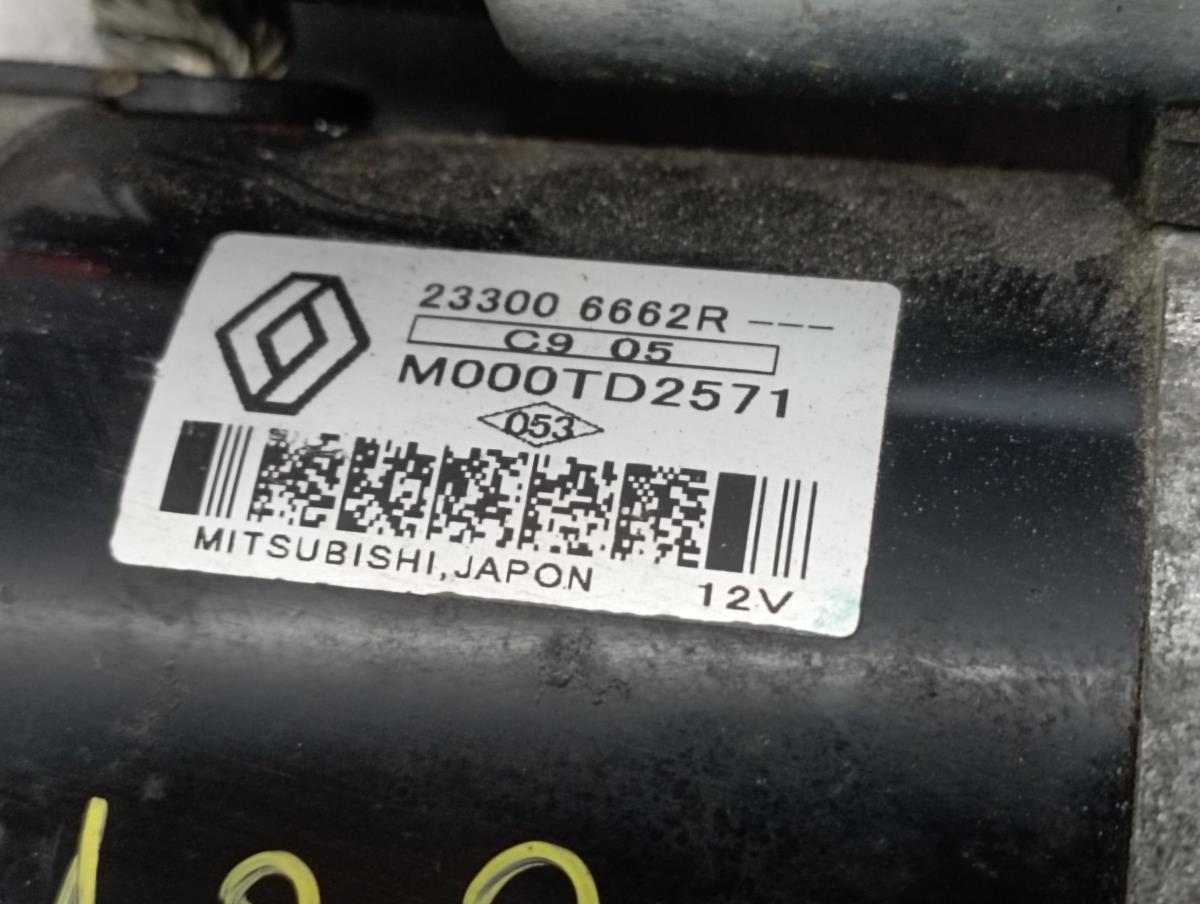 23300 6662R ---
C9 05
M000TD2571
053
MITSUBISHI, JAPON
12V